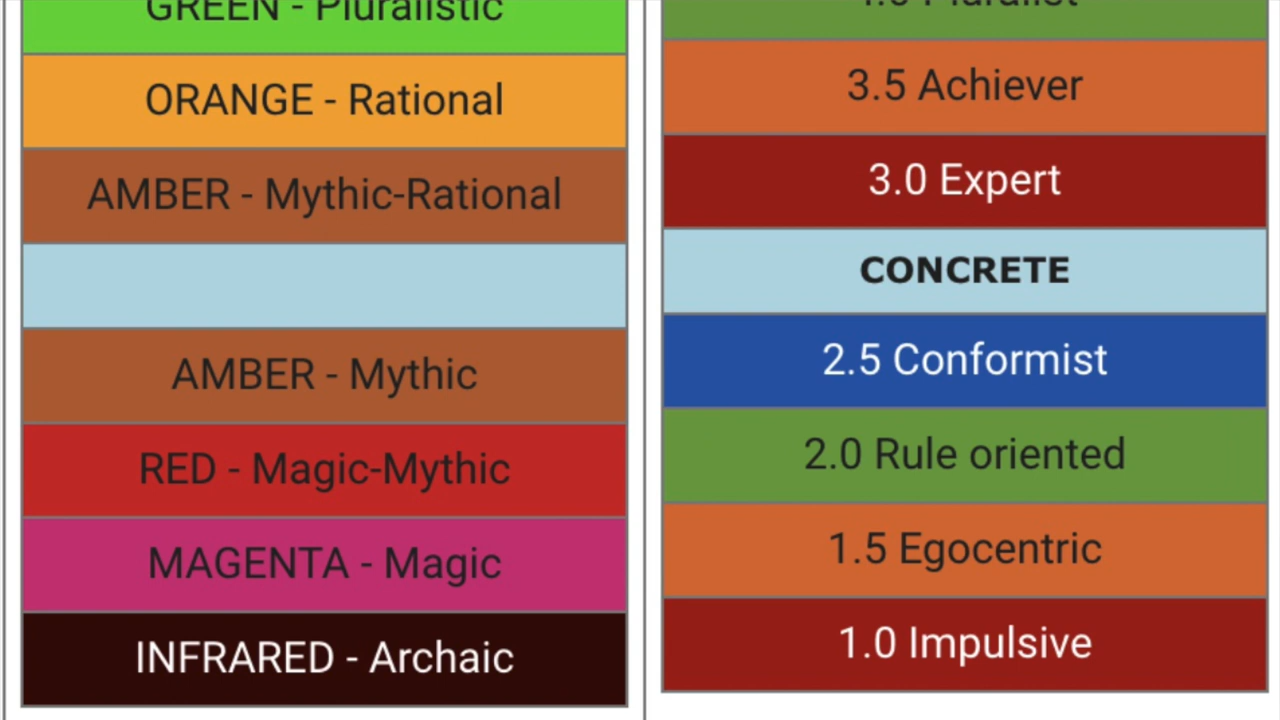 GREEN - Pluralistic
ORANGE - Rational
AMBER - Mythic-Rational
AMBER - Mythic
RED - Magic-Mythic
MAGENTA - Magic
INFRARED - Archaic
Pluralist
3.5 Achiever
3.0 Expert
CONCRETE
2.5 Conformist
2.0 Rule oriented
1.5 Egocentric
1.0 Impulsive